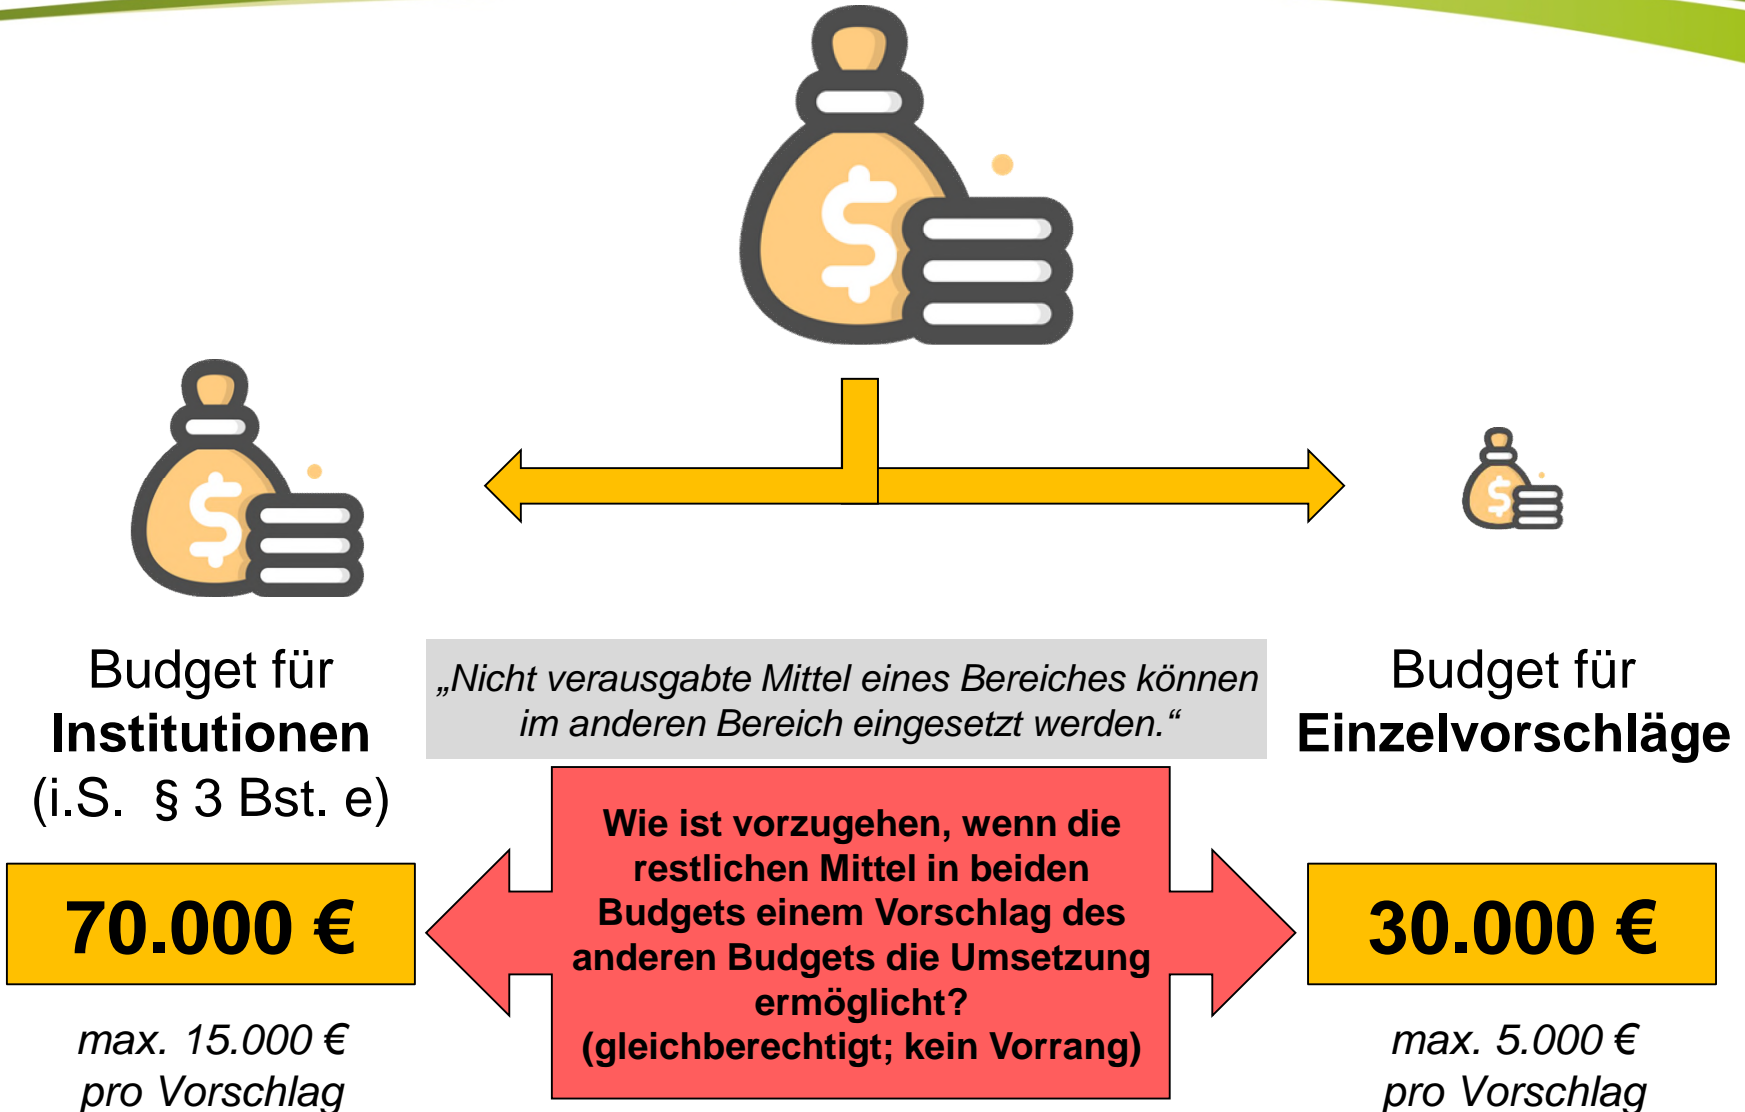 Budget für
Institutionen
(i.S. § 3 Bst. e)
70.000 €
max. 15.000 €
pro Vorschlag
„Nicht verausgabte Mittel eines Bereiches können
im anderen Bereich eingesetzt werden.“
Wie ist vorzugehen, wenn die
restlichen Mittel in beiden
Budgets einem Vorschlag des
anderen Budgets die Umsetzung
ermöglicht?
(gleichberechtigt; kein Vorrang)
Budget für
Einzelvorschläge
30.000 €
max. 5.000 €
pro Vorschlag